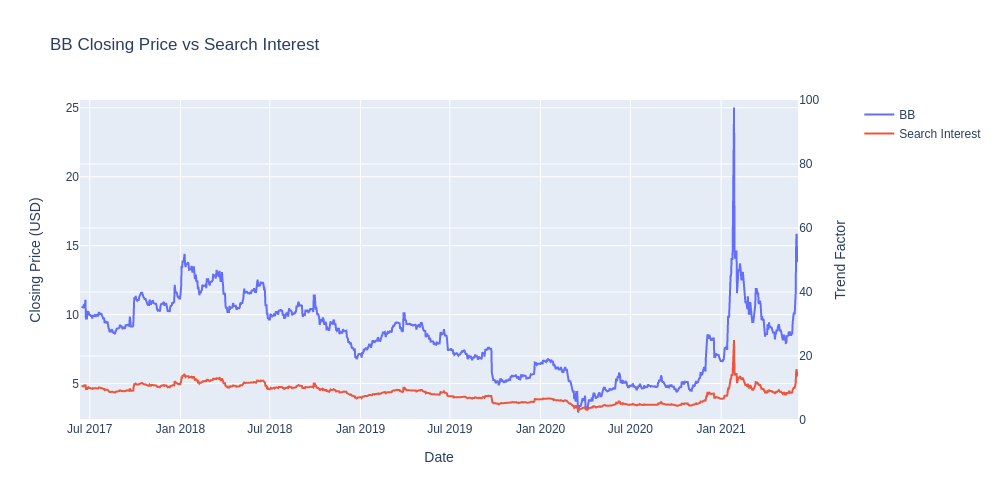 BB Closing Price vs Search Interest
BB
Search Interest
Closing Price (USD)
25
20
15
10
5
100
80
60
40
20
0
Trend Factor
Jul 2017
Jan 2018
Jul 2018
Jan 2019
Jul 2019
Jan 2020
Jul 2020
Jan 2021
Date